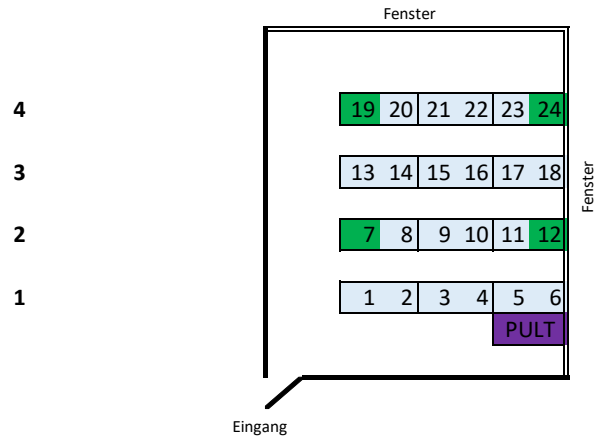 Fenster
4 19 20 21 22 23 24
3 13 14 15 16 17 18
Fenster
2 7 8 9 10 11 12
1 1 2 3 4 5 6
PULT
Eingang